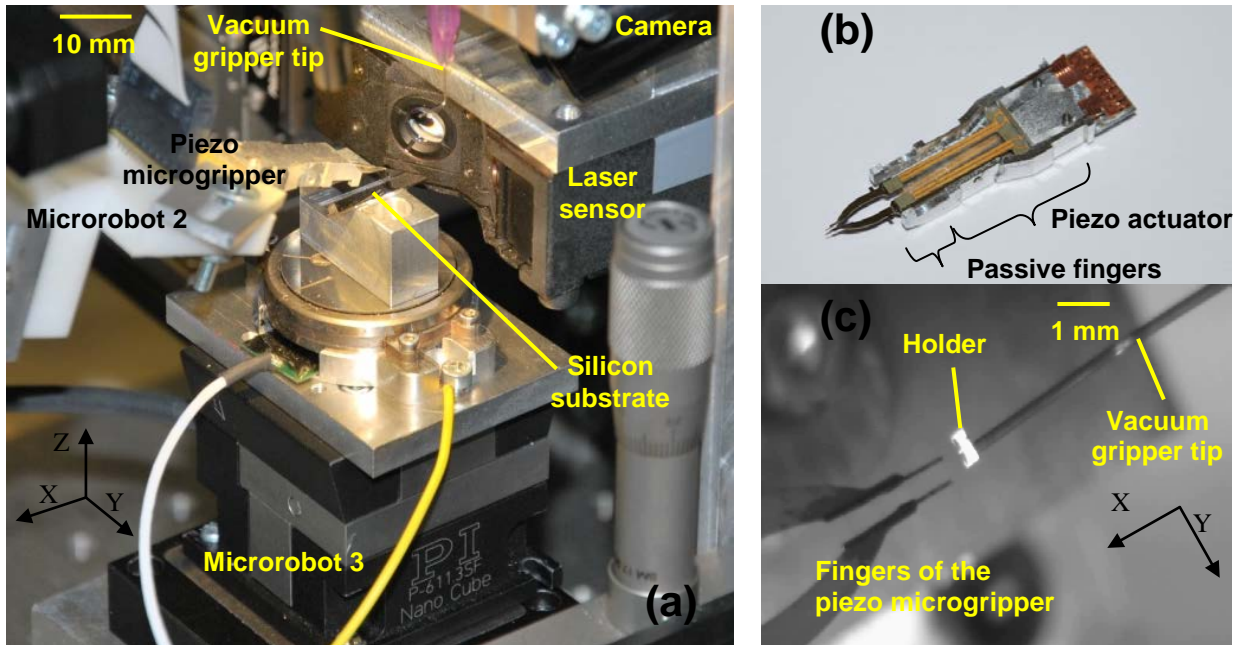 10 mm
Vacuum
gripper tip
Camera
Piezo
microgripper
Microrobot 2
Laser
sensor
Silicon
substrate
Z
X
Y
Microrobot 3
PI
P-611.3SF
Nano Cube
(a)
(b)
Piezo actuator
Passive fingers
(c)
1 mm
Holder
Vacuum
gripper tip
X
Y
Fingers of the
piezo microgripper